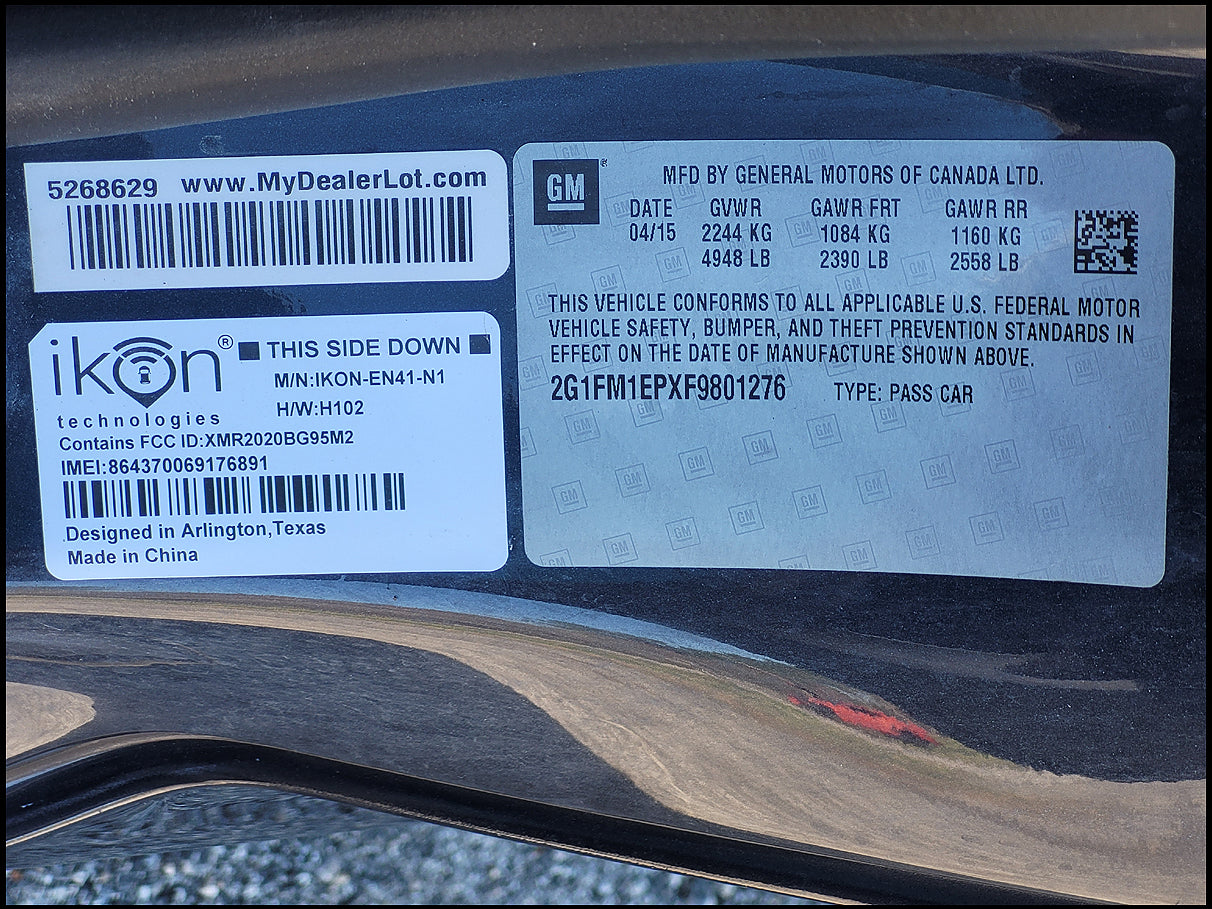 5268629 www.MyDealerLot.com
ikon®
technologies
THIS SIDE DOWN
M/N:IKON-EN41-N1
H/W:H102
Contains FCC ID:XMR2020BG95M2
IMEI:864370069176891
Designed in Arlington,Texas
Made in China
GM®
MFD BY GENERAL MOTORS OF CANADA LTD.
DATE GVWR GAWR FRT GAWR RR
04/15 2244 KG 1084 KG 1160 KG
4948 LB 2390 LB 2558 LB
THIS VEHICLE CONFORMS TO ALL APPLICABLE U.S. FEDERAL MOTOR
VEHICLE SAFETY, BUMPER, AND THEFT PREVENTION STANDARDS IN
EFFECT ON THE DATE OF MANUFACTURE SHOWN ABOVE.
2G1FM1EPXF9801276 TYPE: PASS CAR